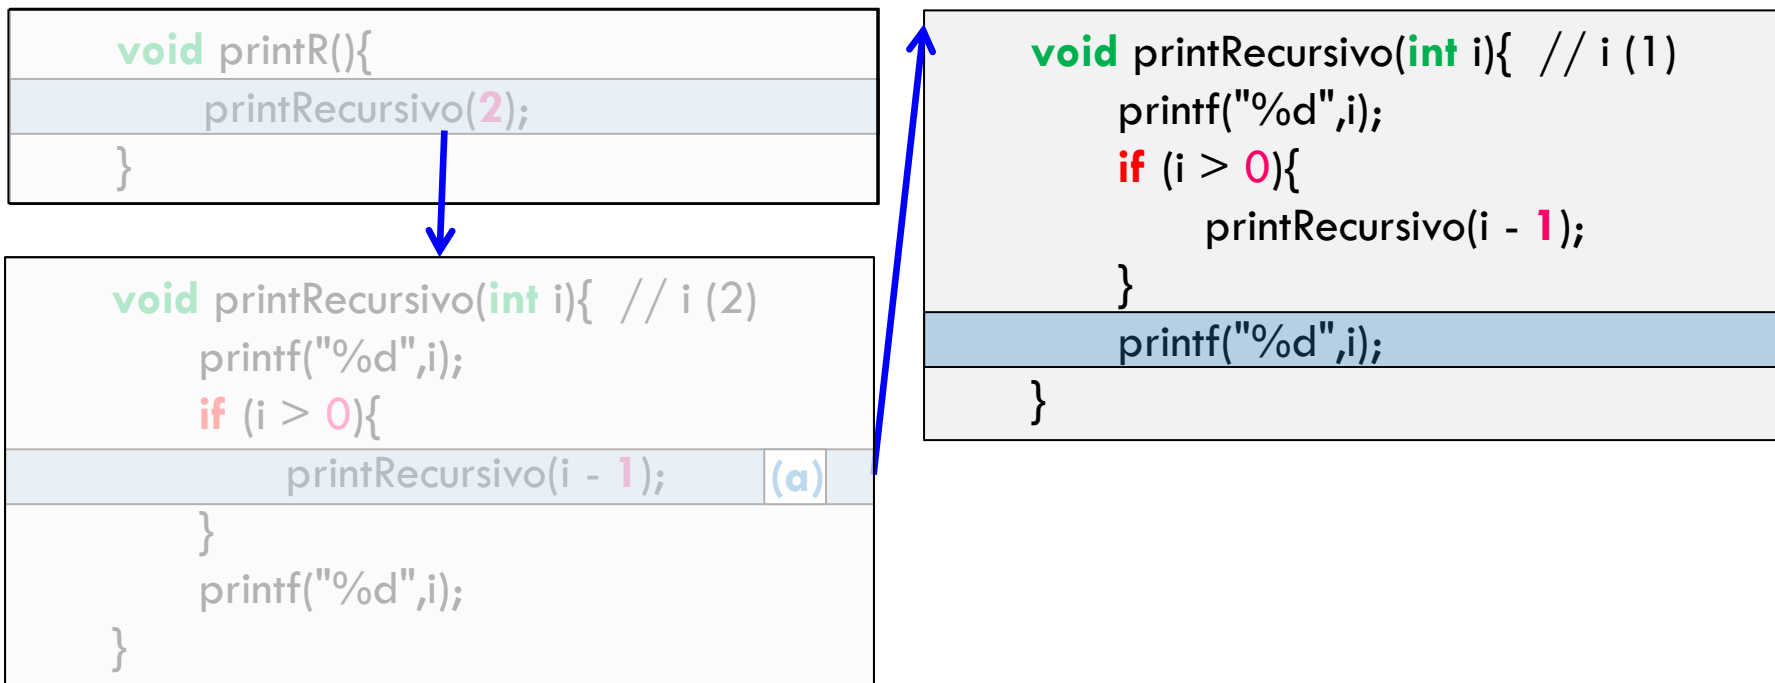 void printR(){
printRecursivo(2);
}
void printRecursivo(int i){ // i (2)
printf("%d",i);
if (i > 0){
printRecursivo(i - 1); (a)
}
printf("%d",i);
}
void printRecursivo(int i){ // i (1)
printf("%d",i);
if (i > 0){
printRecursivo(i - 1);
}
printf("%d",i);
}